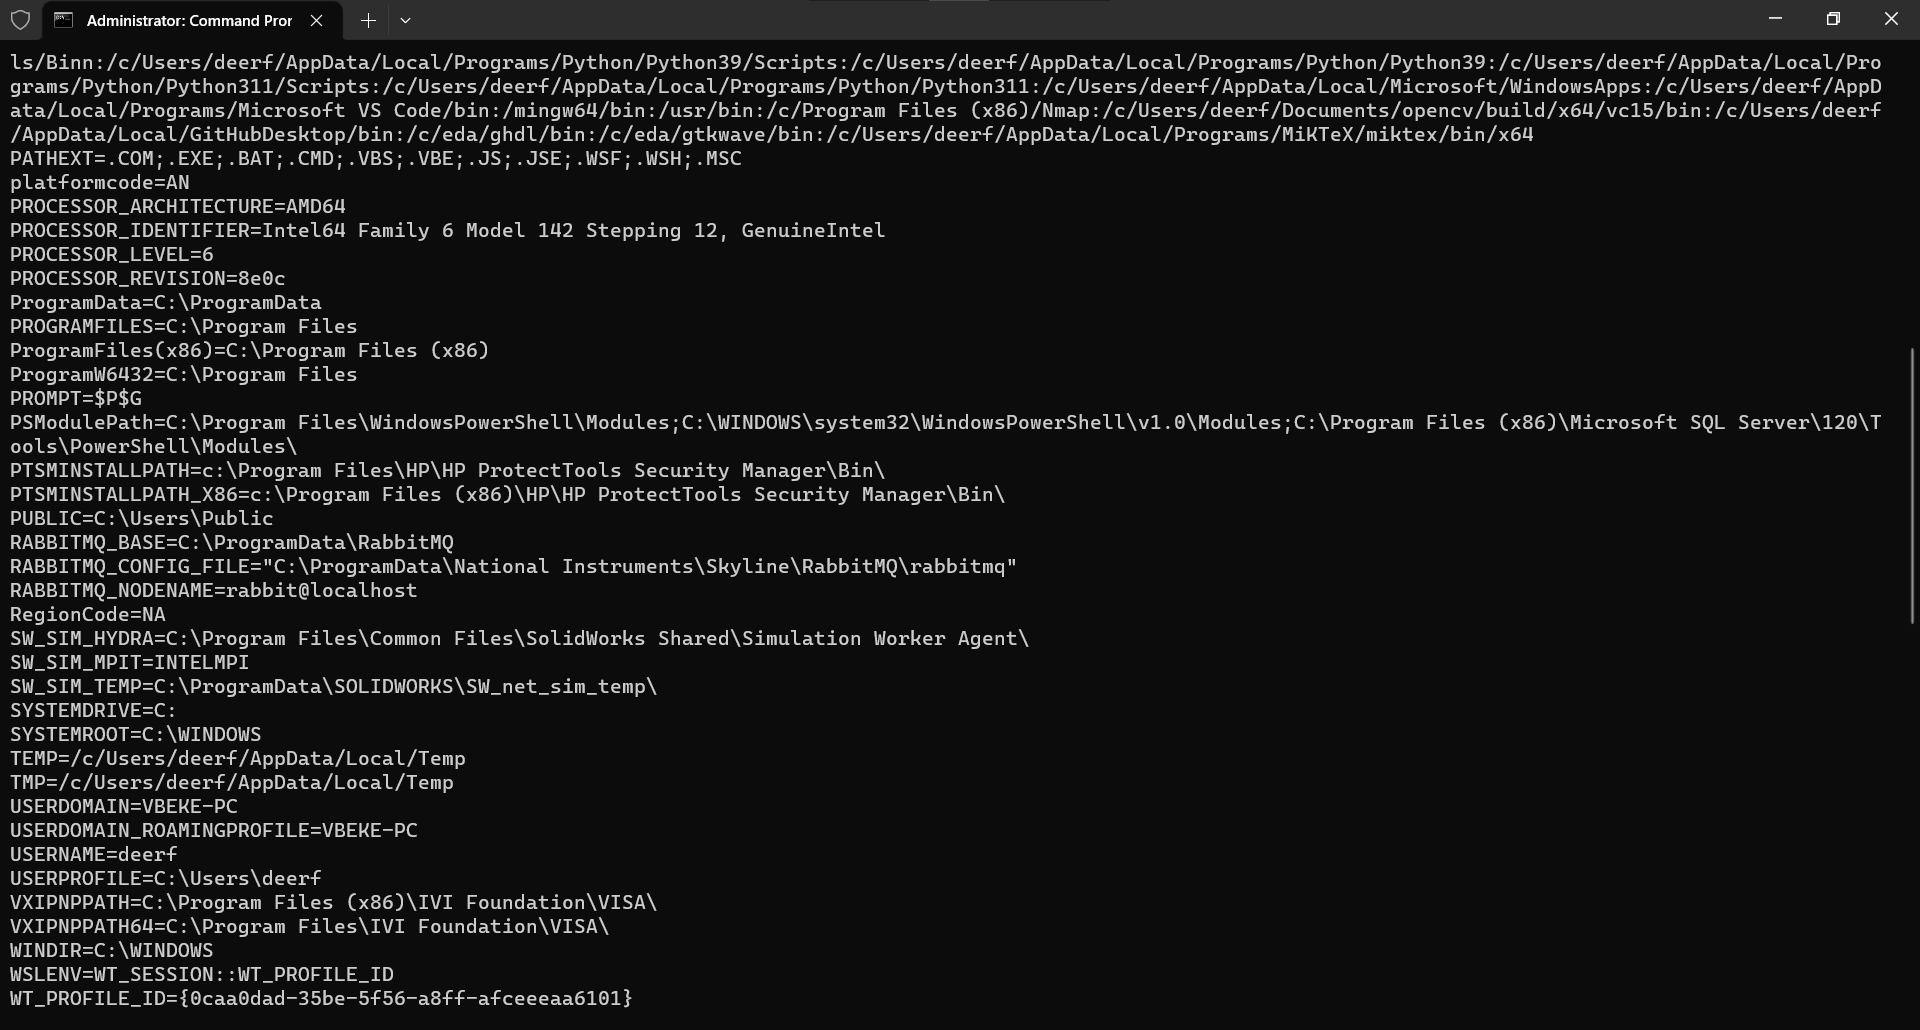 Administrator: Command Pror
ls/Binn:/c/Users/deerf/AppData/Local/Programs/Python/Python39/Scripts:/c/Users/deerf/AppData/Local/Programs/Python/Python39:/c/Users/deerf/AppData/Local/Pro
grams/Python/Python311/Scripts:/c/Users/deerf/AppData/Local/Programs/Python/Python311:/c/Users/deerf/AppData/Local/Microsoft/WindowsApps:/c/Users/deerf/AppD
ata/Local/Programs/Microsoft VS Code/bin:/mingw64/bin:/usr/bin:/c/Program Files (x86)/Nmap:/c/Users/deerf/Documents/opencv/build/x64/vc15/bin:/c/Users/deerf
/AppData/Local/GitHubDesktop/bin:/c/eda/ghdl/bin:/c/eda/gtkwave/bin:/c/Users/deerf/AppData/Local/Programs/MiKTeX/miktex/bin/x64
PATHEXT=.COM;.EXE;.BAT;.CMD;.VBS;.VBE;.JS;.JSE;.WSF;.WSH;.MSC
platformcode=AN
PROCESSOR_ARCHITECTURE=AMD64
PROCESSOR_IDENTIFIER=Intel64 Family 6 Model 142 Stepping 12, GenuineIntel
PROCESSOR_LEVEL=6
PROCESSOR_REVISION=8e0c
ProgramData=C:\ProgramData
PROGRAMFILES=C:\Program Files
ProgramFiles(x86)=C:\Program Files (x86)
ProgramW6432=C:\Program Files
PROMPT=$P$G
PSModulePath=C:\Program Files\WindowsPowerShell\Modules;C:\WINDOWS\system32\WindowsPowerShell\v1.0\Modules;C:\Program Files (x86)\Microsoft SQL Server\120\T
ools\PowerShell\Modules\
PTSMINSTALLPATH=c:\Program Files\HP\HP ProtectTools Security Manager\Bin\
PTSMINSTALLPATH_X86=c:\Program Files (x86)\HP\HP ProtectTools Security Manager\Bin\
PUBLIC=C:\Users\Public
RABBITMQ_BASE=C:\ProgramData\RabbitMQ
RABBITMQ_CONFIG_FILE="C:\ProgramData\National Instruments\Skyline\RabbitMQ\rabbitmq"
RABBITMQ_NODENAME=rabbit@localhost
RegionCode=NA
SW_SIM_HYDRA=C:\Program Files\Common Files\SolidWorks Shared\Simulation Worker Agent\
SW_SIM_MPIT=INTELMPI
SW_SIM_TEMP=C:\ProgramData\SOLIDWORKS\SW_net_sim_temp\
SYSTEMDRIVE=C:
SYSTEMROOT=C:\WINDOWS
TEMP=/c/Users/deerf/AppData/Local/Temp
TMP=/c/Users/deerf/AppData/Local/Temp
USERDOMAIN=VBEKE-PC
USERDOMAIN_ROAMINGPROFILE=VBEKE-PC
USERNAME=deerf
USERPROFILE=C:\Users\deerf
VXIPNPPATH=C:\Program Files (x86)\IVI Foundation\VISA\
VXIPNPPATH64=C:\Program Files\IVI Foundation\VISA\
WINDIR=C:\WINDOWS
WSLENV=WT_SESSION::WT_PROFILE_ID
WT_PROFILE_ID={0caa0dad-35be-5f56-a8ff-afceeeaa6101}